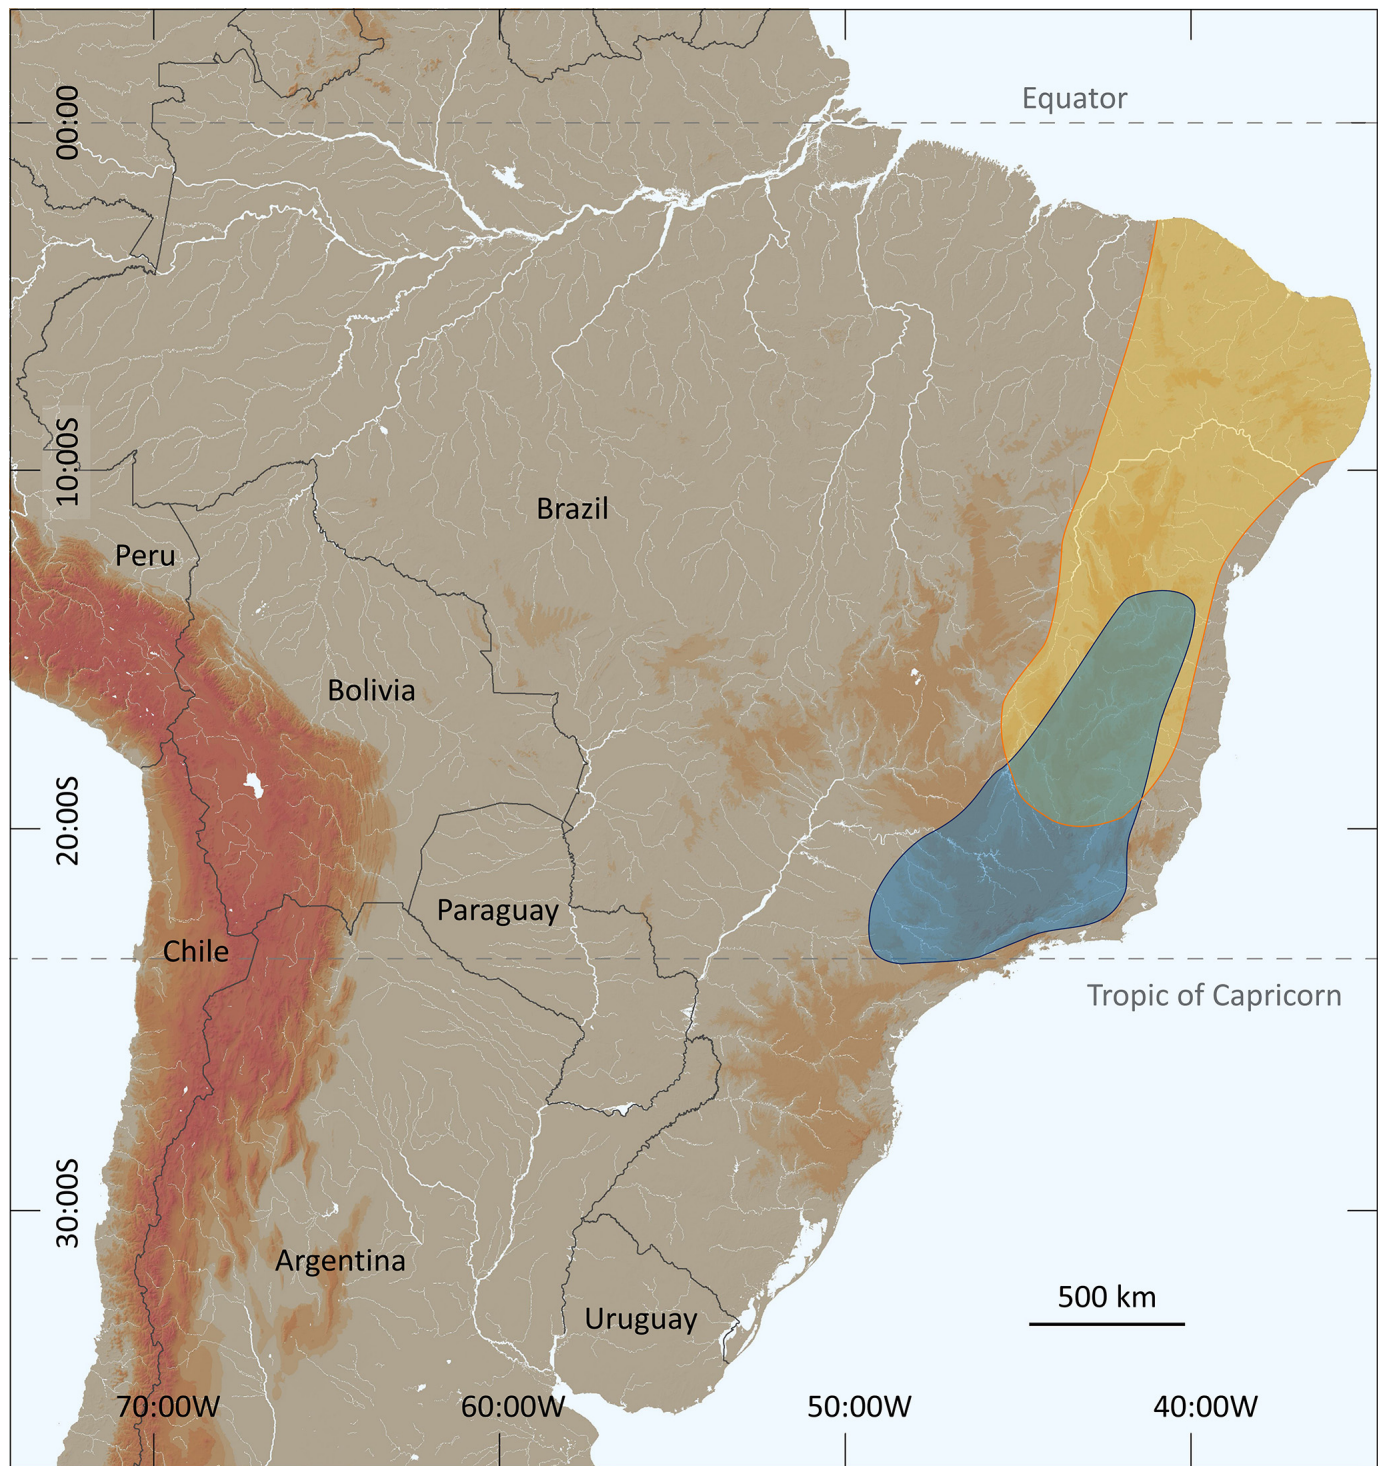 Equator
00:00
10:00S
Brazil
Peru
Bolivia
20:00S
Paraguay
Chile
Tropic of Capricorn
30:00S
Argentina
500 km
Uruguay
70:00W
60:00W
50:00W
40:00W